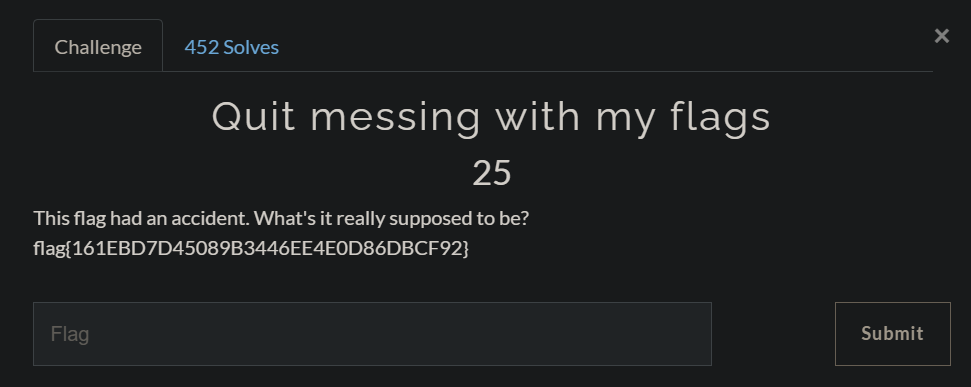 Challenge
452 Solves
×
Quit messing with my flags
25
This flag had an accident. What's it really supposed to be?
flag{161EBD7D45089B3446EE4E0D86DBCF92}
Flag
Submit